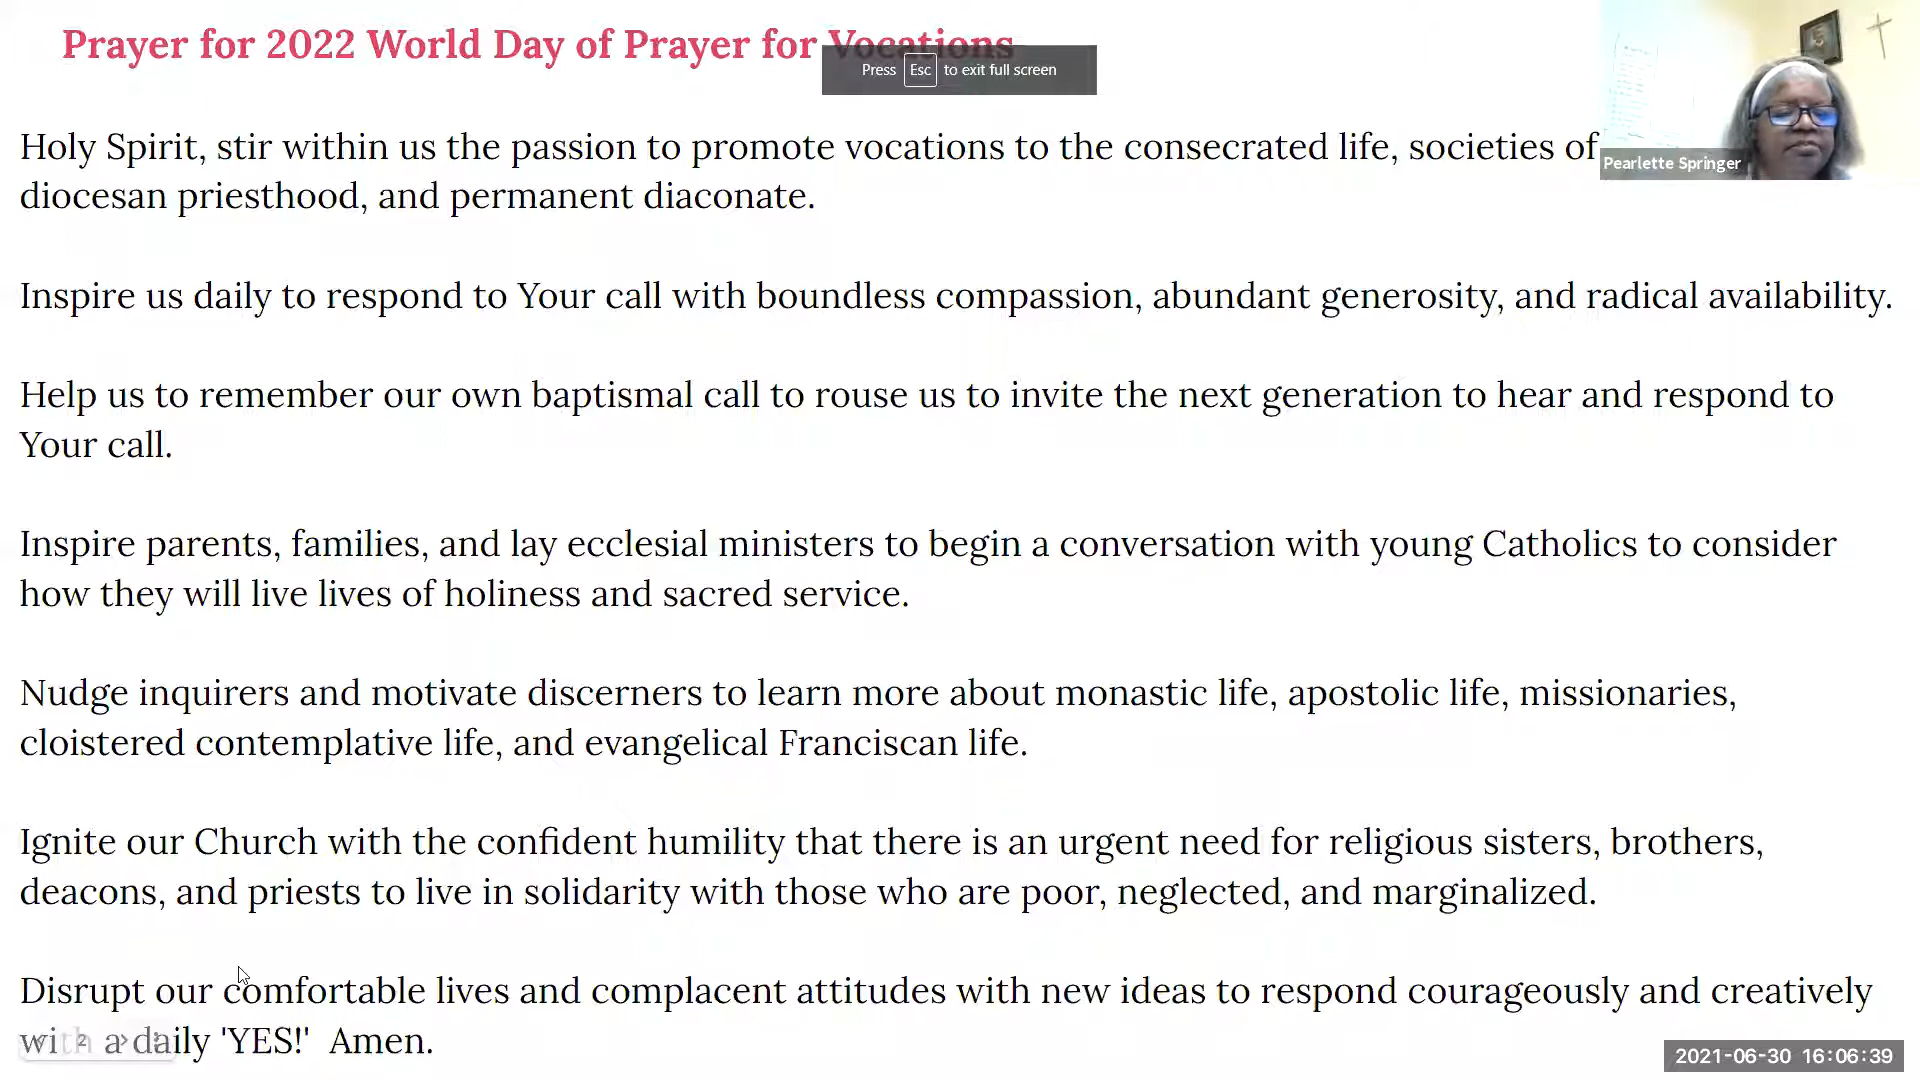 Prayer for 2022 World Day of Prayer for Vocations
Press Esc to exit full screen
Holy Spirit, stir within us the passion to promote vocations to the consecrated life, societies of
diocesan priesthood, and permanent diaconate.
Pearlette Springer
Inspire us daily to respond to Your call with boundless compassion, abundant generosity, and radical availability.
Help us to remember our own baptismal call to rouse us to invite the next generation to hear and respond to
Your call.
Inspire parents, families, and lay ecclesial ministers to begin a conversation with young Catholics to consider
how they will live lives of holiness and sacred service.
Nudge inquirers and motivate discerners to learn more about monastic life, apostolic life, missionaries,
cloistered contemplative life, and evangelical Franciscan life.
Ignite our Church with the confident humility that there is an urgent need for religious sisters, brothers,
deacons, and priests to live in solidarity with those who are poor, neglected, and marginalized.
Disrupt our comfortable lives and complacent attitudes with new ideas to respond courageously and creatively
with a daily 'YES!' Amen.
2
2021-06-30 16:06:39